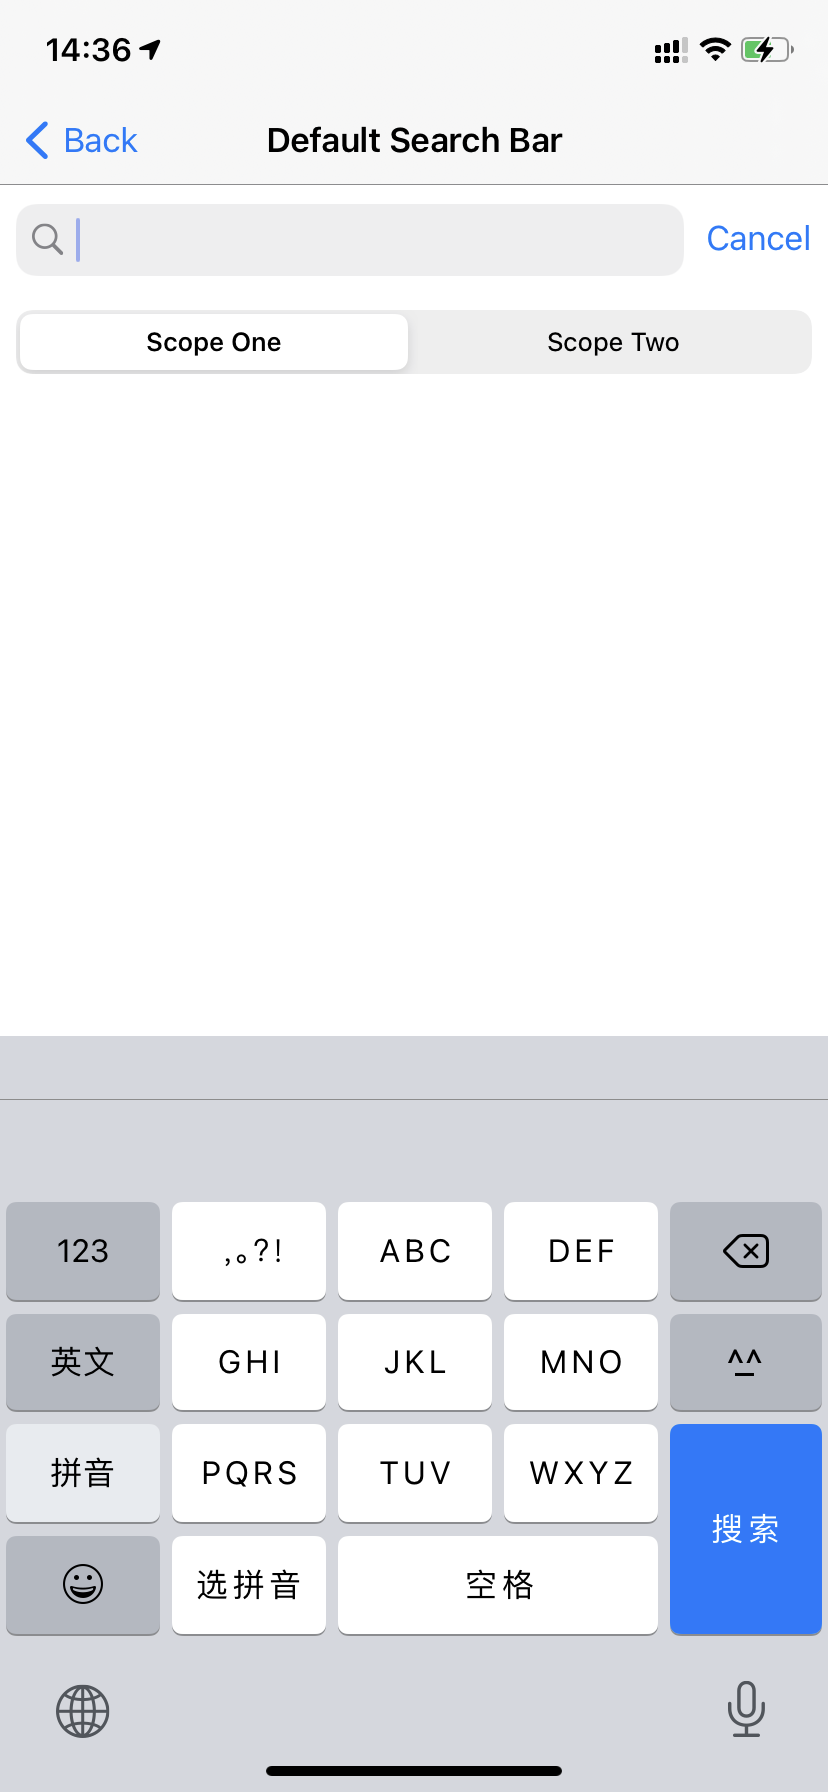 14:36
Back Default Search Bar
Cancel
Scope One Scope Two
123 ,。?! ABC DEF
英文 GHI JKL MNO ^_^
拼音 PQRS TUV WXYZ
搜索
选拼音 空格